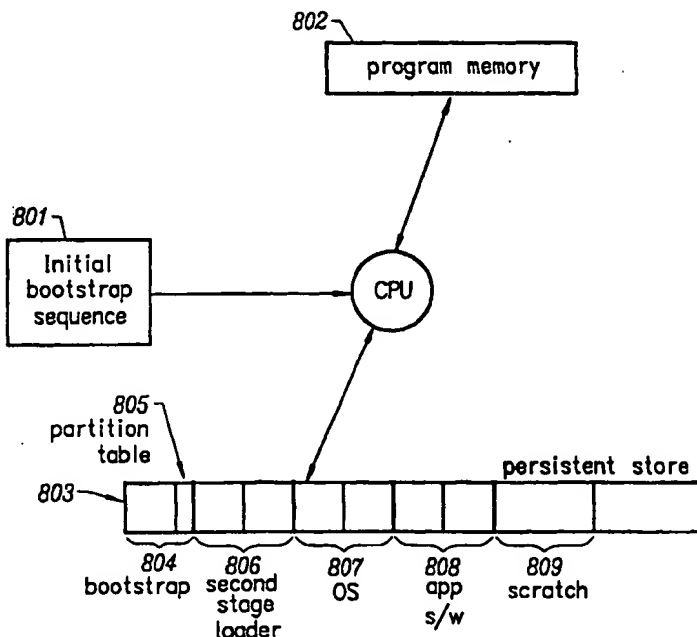 802
program memory
801
Initial
bootstrap
sequence
CPU
805
partition
table
persistent store
803
804
bootstrap
806
second
stage
loader
807
OS
808
app
s/w
809
scratch